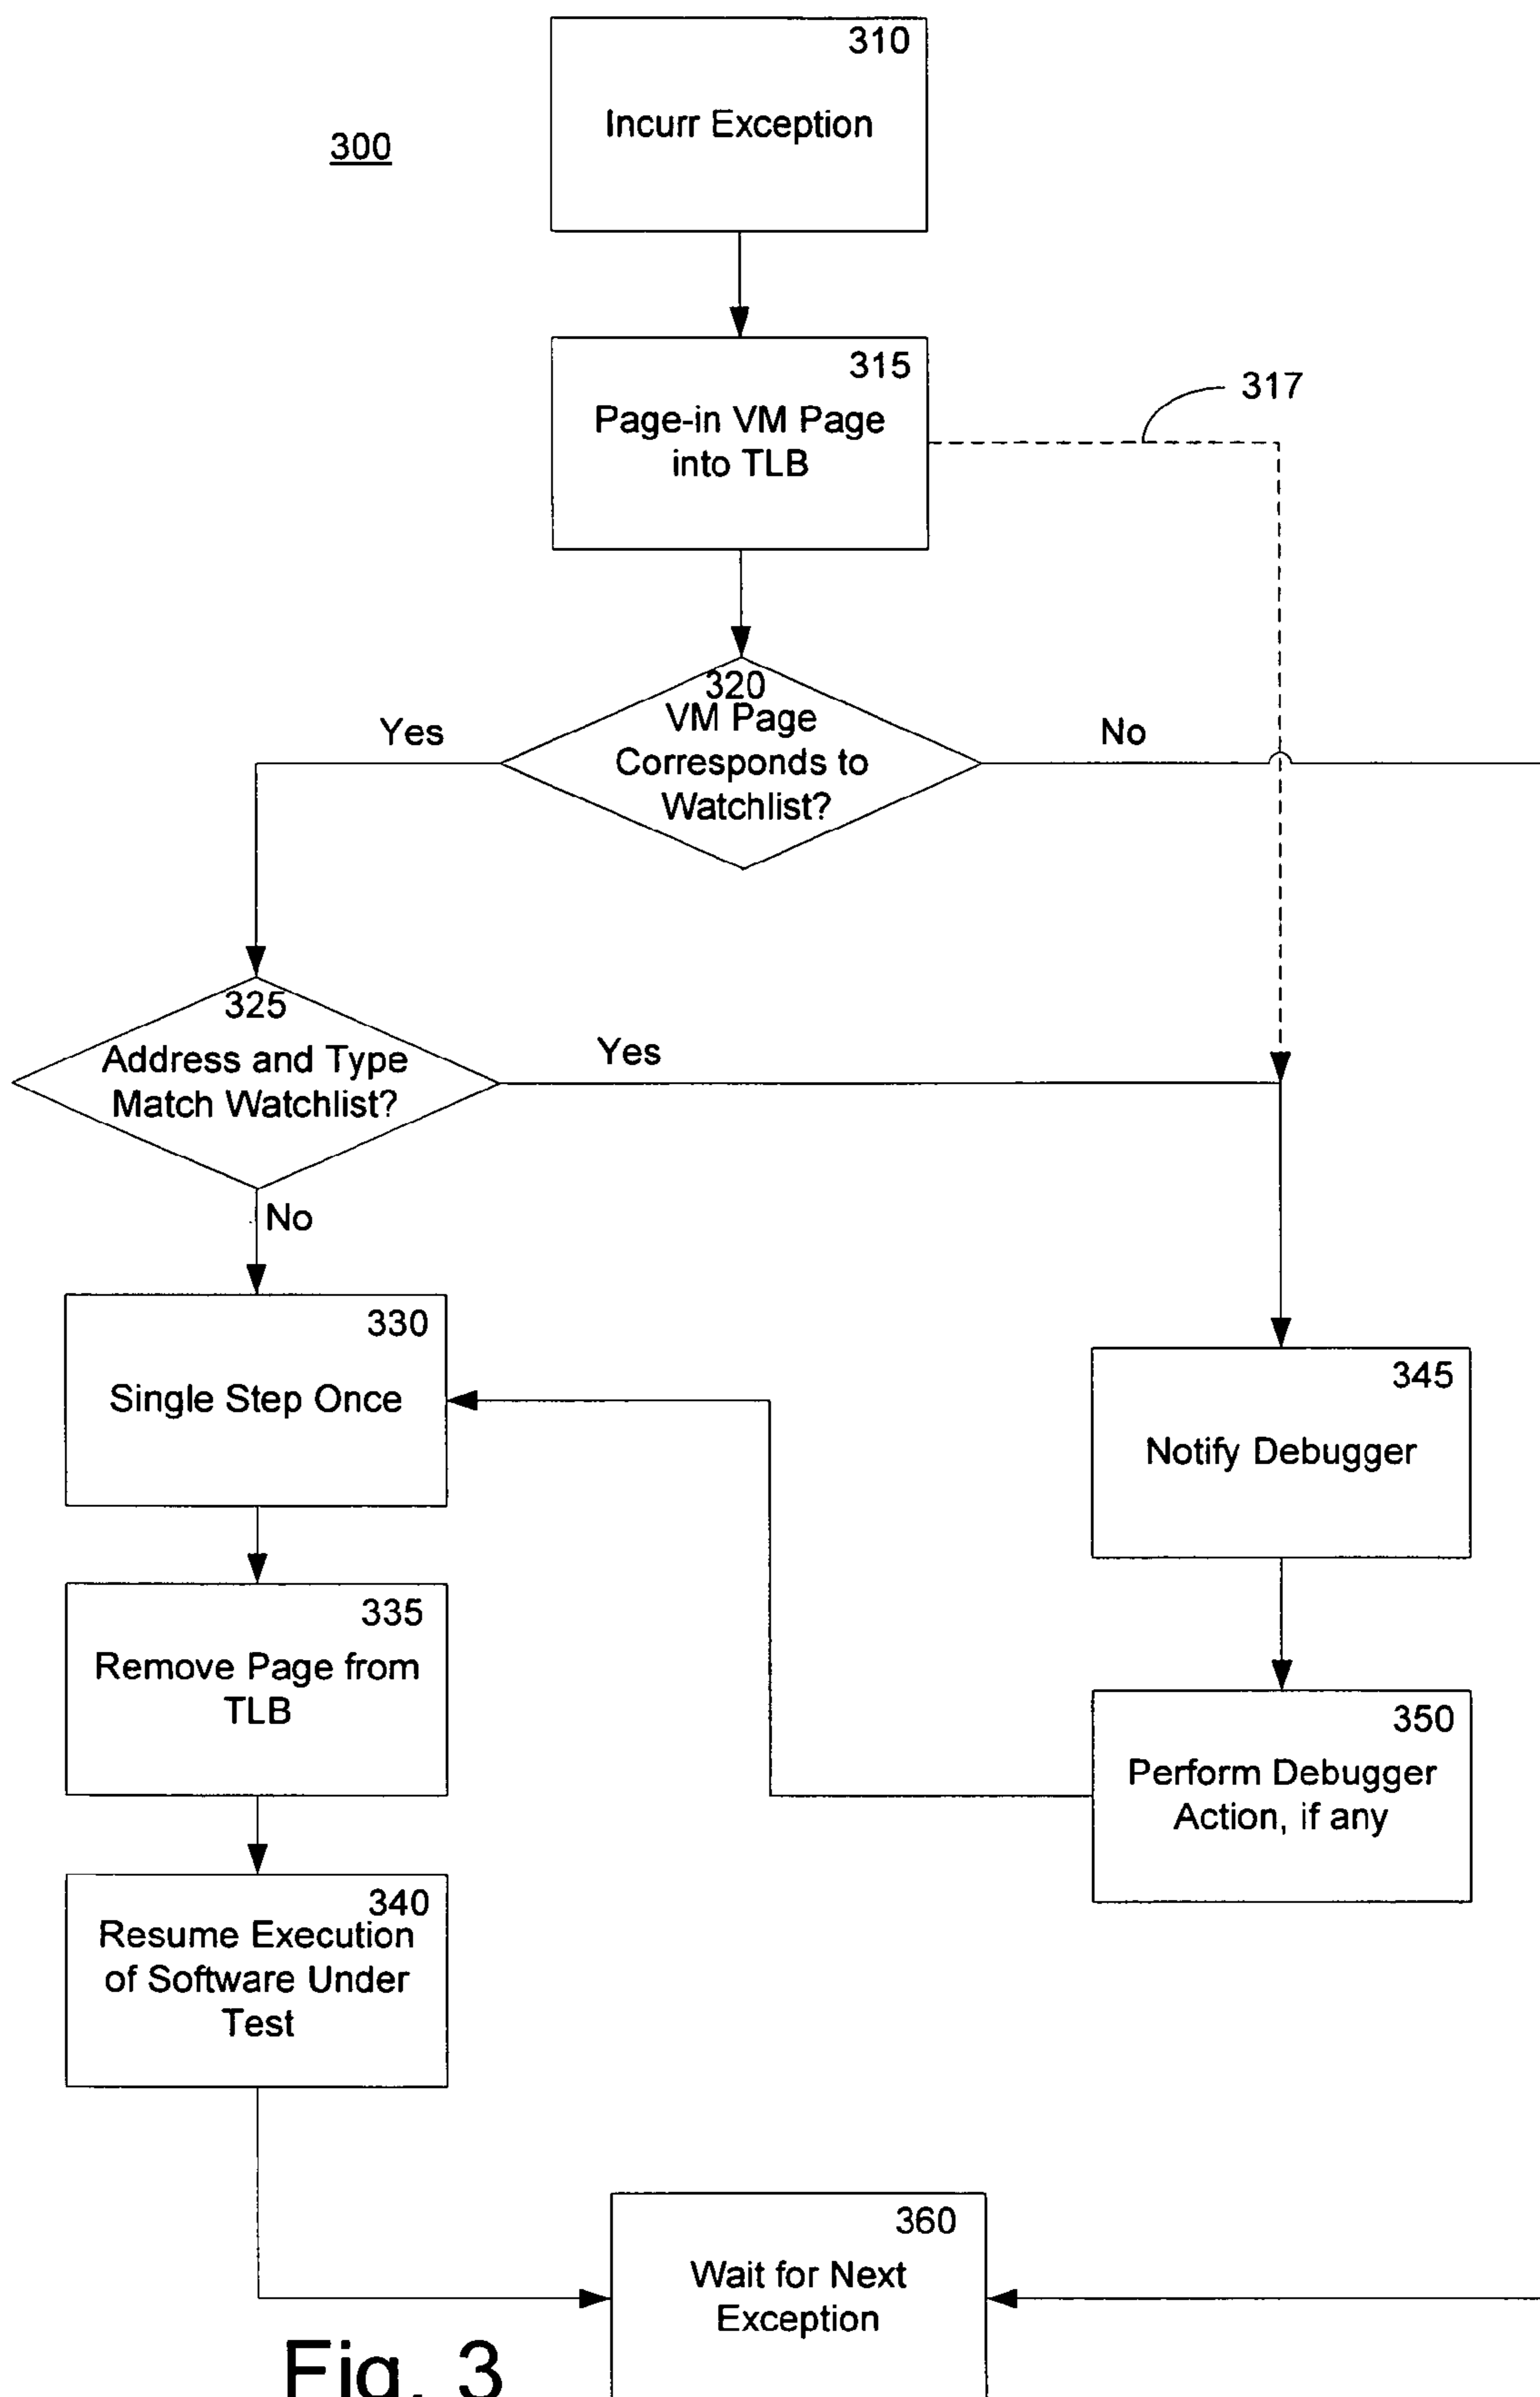 310
Incurr Exception
300
315
Page-in VM Page
into TLB
317
320
VM Page
Corresponds to
Watchlist?
Yes
No
325
Address and Type
Match Watchlist?
Yes
No
330
Single Step Once
345
Notify Debugger
335
Remove Page from
TLB
350
Perform Debugger
Action, if any
340
Resume Execution
of Software Under
Test
360
Wait for Next
Exception
Fig. 3